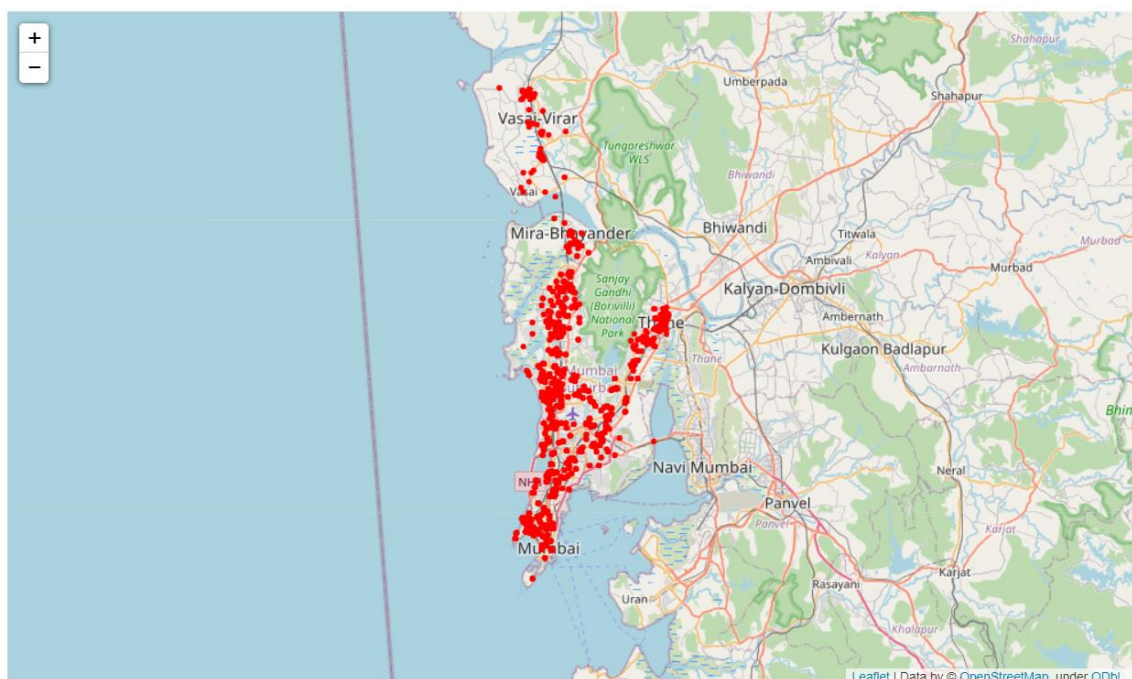 +
−
Shahapur
Umberpada
Shahapur
Vasai-Virar
Tungareshwar
WLS
Bhiwandi
Vasai
Mira-Bhayander
Bhiwandi
Titwala
Murbad
Kalyan
Ambivali
Murbad
Sanjay
Gandhi
(Borivili)
National
Park
Kalyan-Dombivli
Thane
Ambernath
Kulgaon Badlapur
Thane
Ambarnath
Mumbai
Navi Mumbai
Neral
Panvel
Panvel
Karjat
Mumbai
Karjat
Rasayani
Uran
Khalapur
Leaflet | Data by © OpenStreetMap, under ODbL.